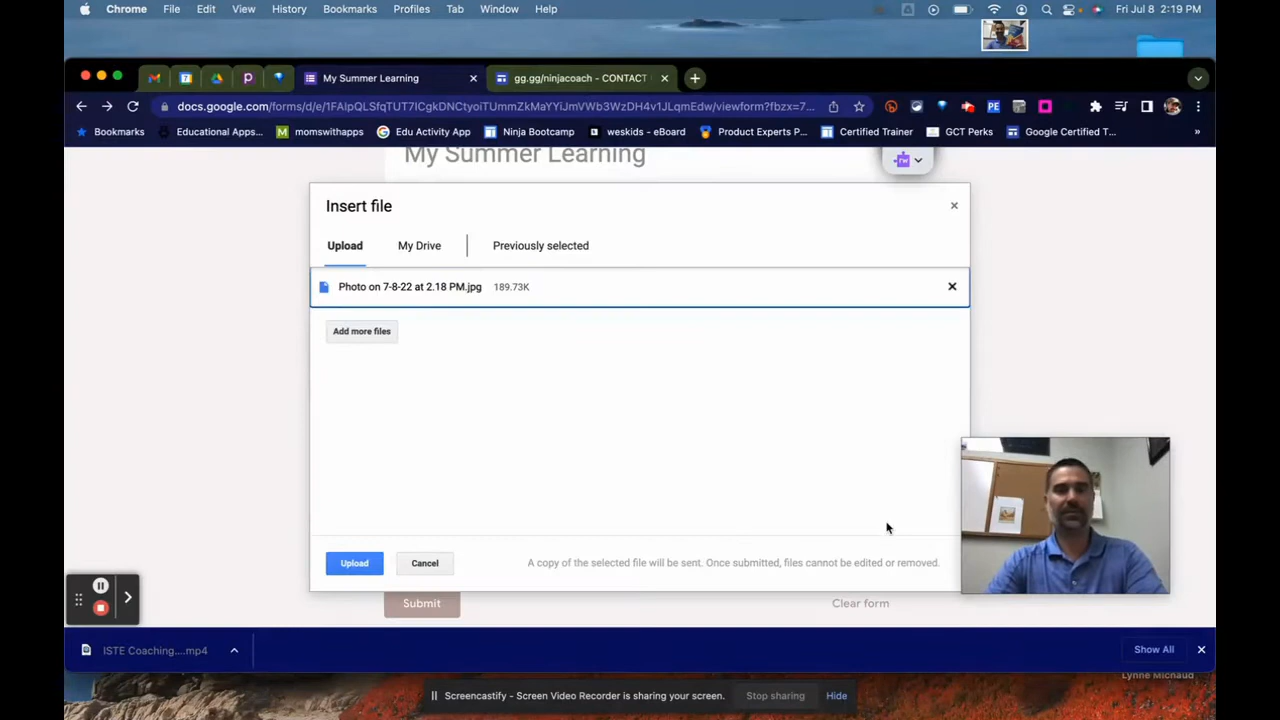 Chrome File Edit View History Bookmarks Profiles Tab Window Help Fri Jul 8 2:19 PM
My Summer Learning gg.gg/ninjacoach - CONTACT
docs.google.com/forms/d/e/1FAIpQLSfqTUT7ICgkDNCtyoiTUmmZkMaYYiJmVWb3WzDH4v1JLqmEdw/viewform?fbzx=7...
Bookmarks Educational Apps... momswithapps Edu Activity App Ninja Bootcamp weskids - eBoard Product Experts P... Certified Trainer GCT Perks Google Certified T... »
My Summer Learning
rw
Insert file
Upload My Drive Previously selected
Photo on 7-8-22 at 2.18 PM.jpg 189.73K
Add more files
Upload Cancel A copy of the selected file will be sent. Once submitted, files cannot be edited or removed.
Submit Clear form
ISTE Coaching....mp4 Show All
Lynne Michaud
Screencastify - Screen Video Recorder is sharing your screen. Stop sharing Hide